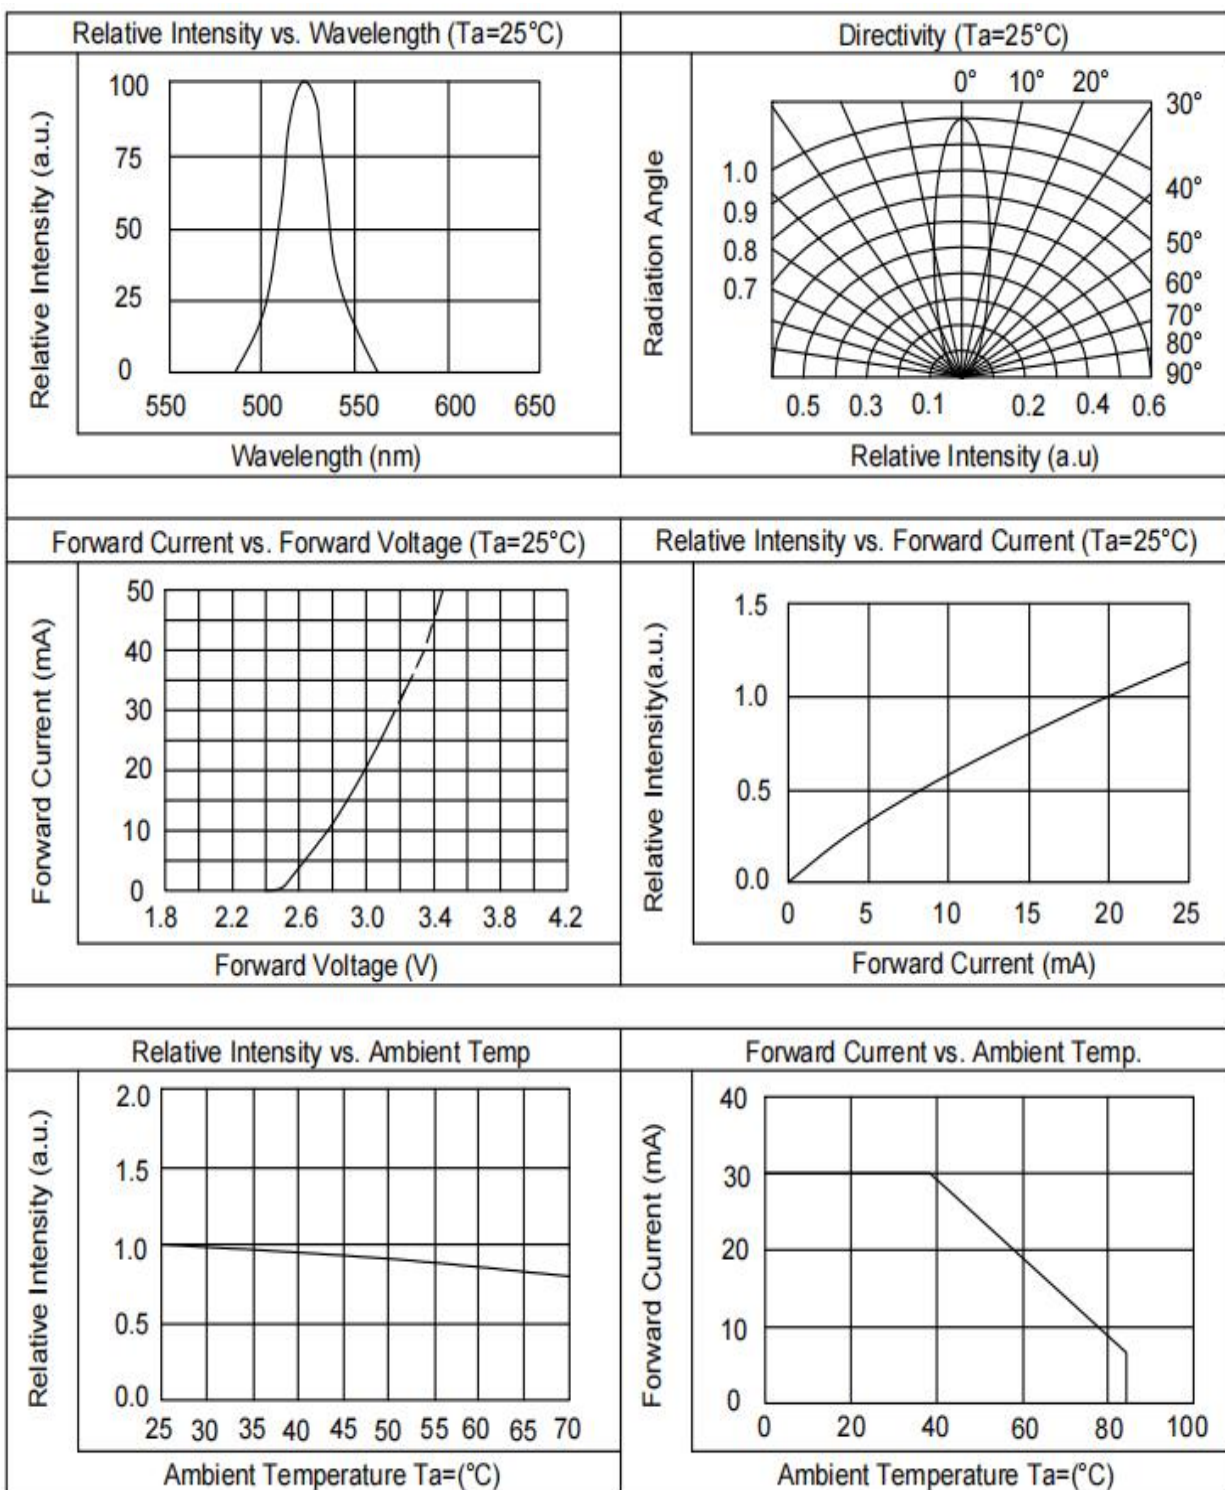 Relative Intensity vs. Wavelength (Ta=25°C)
Relative Intensity (a.u.)
100
75
50
25
0
550 500 550 600 650
Wavelength (nm)
Directivity (Ta=25°C)
Radiation Angle
0° 10° 20°
30°
40°
50°
60°
70°
80°
90°
1.0
0.9
0.8
0.7
0.5 0.3 0.1 0.2 0.4 0.6
Relative Intensity (a.u)
Forward Current vs. Forward Voltage (Ta=25°C)
Forward Current (mA)
50
40
30
20
10
0
1.8 2.2 2.6 3.0 3.4 3.8 4.2
Forward Voltage (V)
Relative Intensity vs. Forward Current (Ta=25°C)
Relative Intensity(a.u.)
1.5
1.0
0.5
0.0
0 5 10 15 20 25
Forward Current (mA)
Relative Intensity vs. Ambient Temp
Relative Intensity (a.u.)
2.0
1.5
1.0
0.5
0.0
25 30 35 40 45 50 55 60 65 70
Ambient Temperature Ta=(°C)
Forward Current vs. Ambient Temp.
Forward Current (mA)
40
30
20
10
0
0 20 40 60 80 100
Ambient Temperature Ta=(°C)